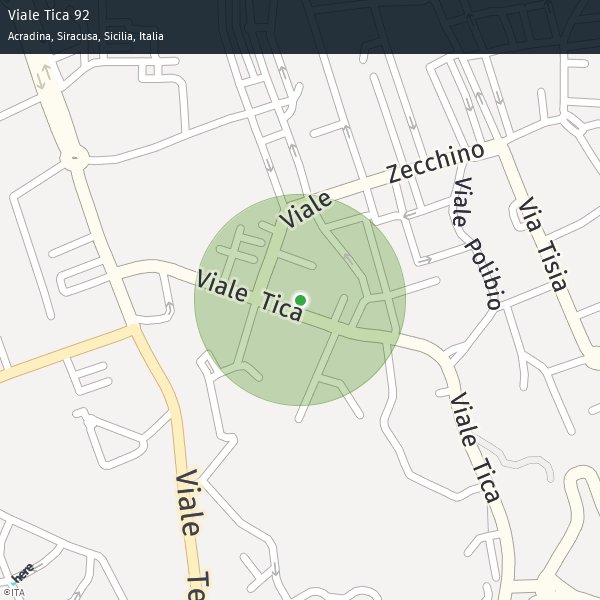 Viale Tica 92
Acradina, Siracusa, Sicilia, Italia
Viale Zecchino
Viale Polibio
Via Tisia
Viale Tica
Viale Tica
Viale Te
here
©ITA